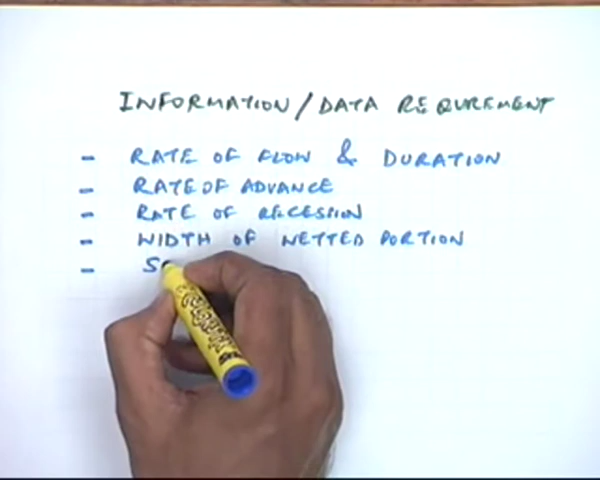 INFORMATION/DATA REQUREMENT
- RATE OF FLOW & DURATION
- RATE OF ADVANCE
- RATE OF RECESSION
- WIDTH OF WETTED PORTION
- S